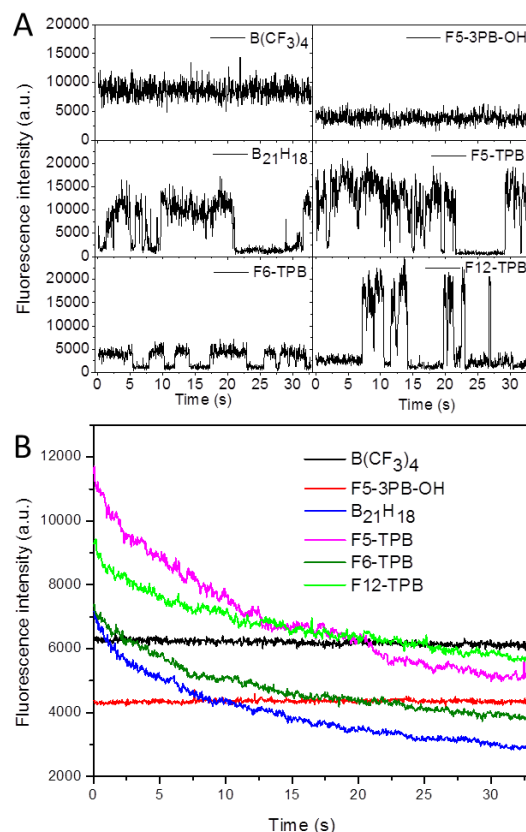 A
B(CF3)4
F5-3PB-OH
20000
15000
10000
5000
0
B21H18
F5-TPB
20000
15000
10000
5000
0
F6-TPB
F12-TPB
20000
15000
10000
5000
0
Fluorescence intensity (a.u.)
0 5 10 15 20 25 30
0 5 10 15 20 25 30
Time (s)
Time (s)
B
12000
10000
8000
6000
4000
2000
Fluorescence intensity (a.u.)
B(CF3)4
F5-3PB-OH
B21H18
F5-TPB
F6-TPB
F12-TPB
0 5 10 15 20 25 30
Time (s)